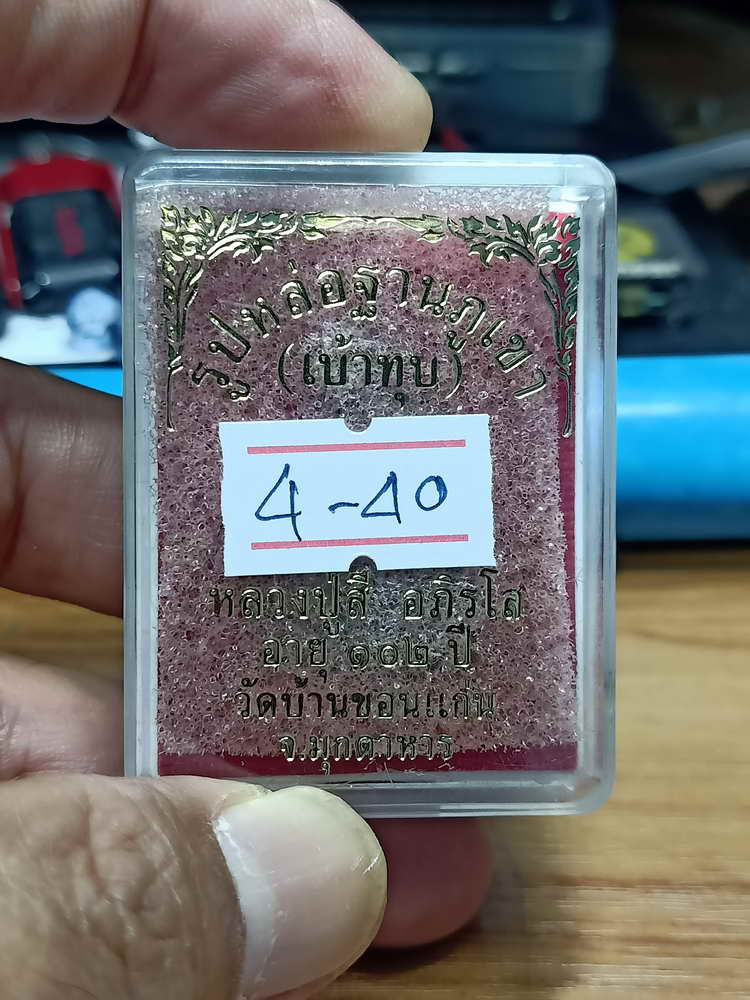 รูปหล่อฐานภูเขา
(เบ้าทุบ)
4-40
หลวงปู่สี อภิรโส
อายุ ๑๐๒ ปี
วัดบ้านขอนแก่น
จ.มุกดาหาร